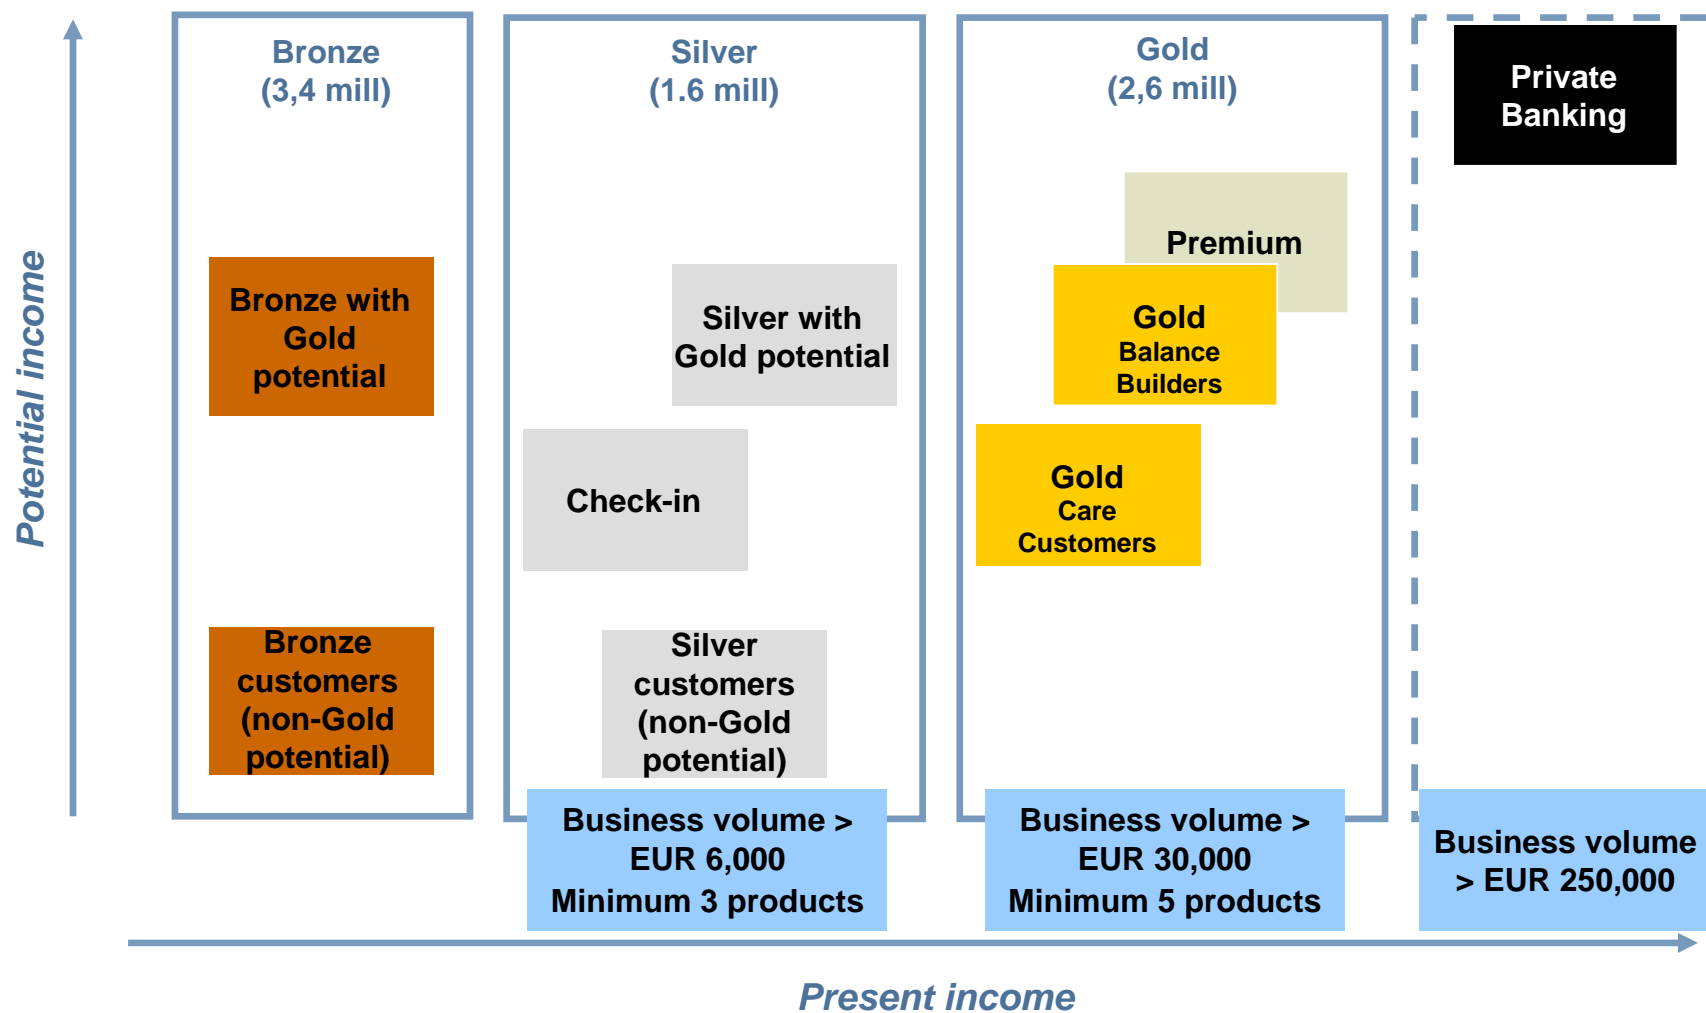 Bronze
(3,4 mill)
Silver
(1.6 mill)
Gold
(2,6 mill)
Private
Banking
Potential income
Bronze with
Gold
potential
Silver with
Gold potential
Premium
Gold
Balance
Builders
Check-in
Gold
Care
Customers
Bronze
customers
(non-Gold
potential)
Silver
customers
(non-Gold
potential)
Business volume >
EUR 6,000
Minimum 3 products
Business volume >
EUR 30,000
Minimum 5 products
Business volume
> EUR 250,000
Present income